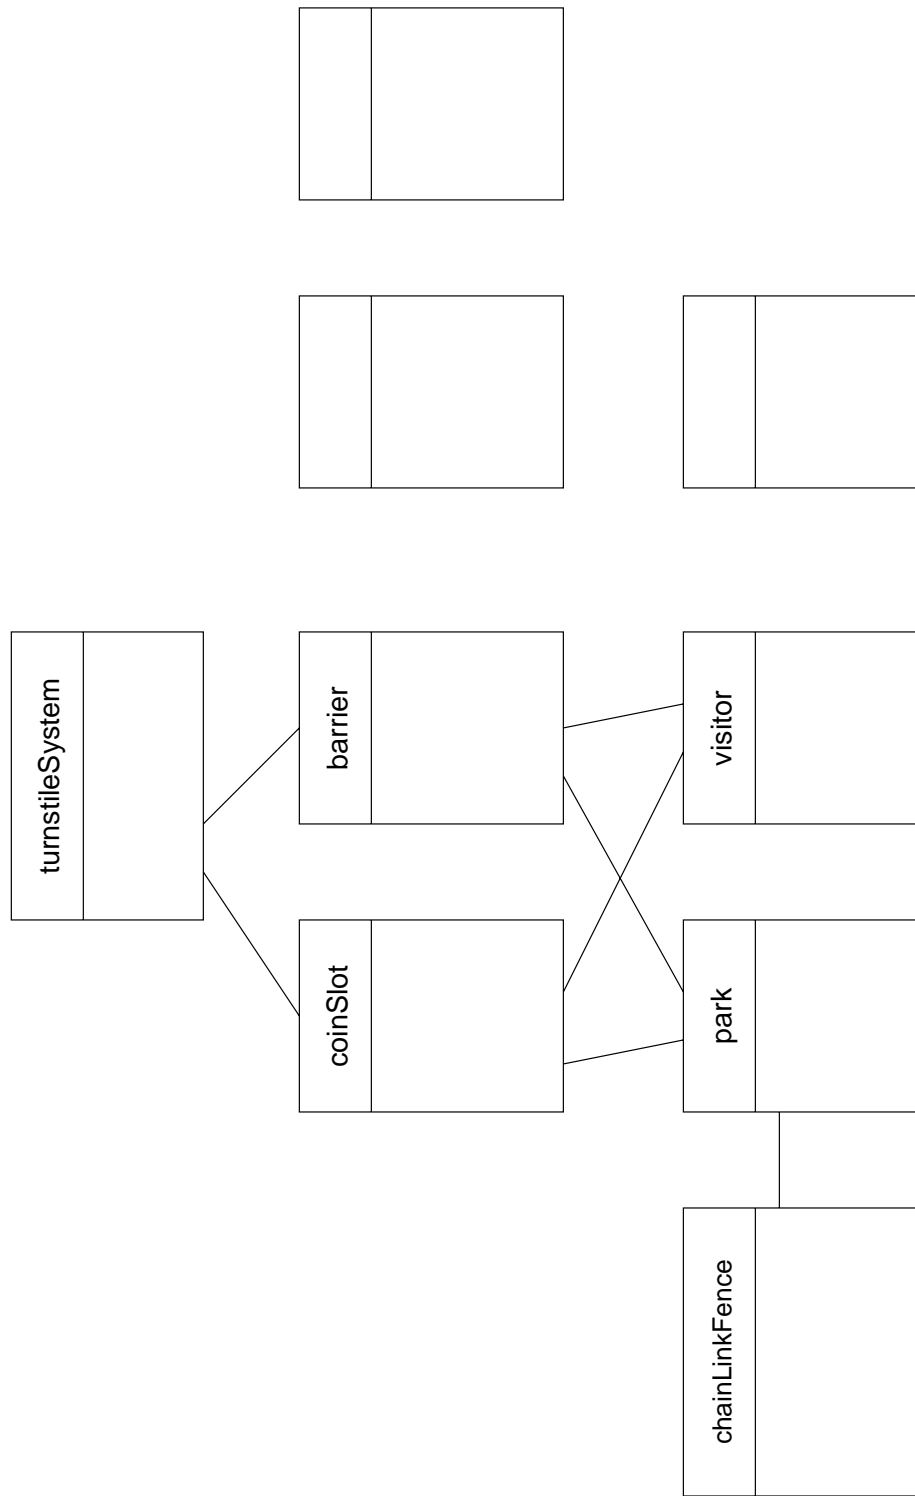 turnstileSystem
coinSlot
barrier
chainLinkFence
park
visitor